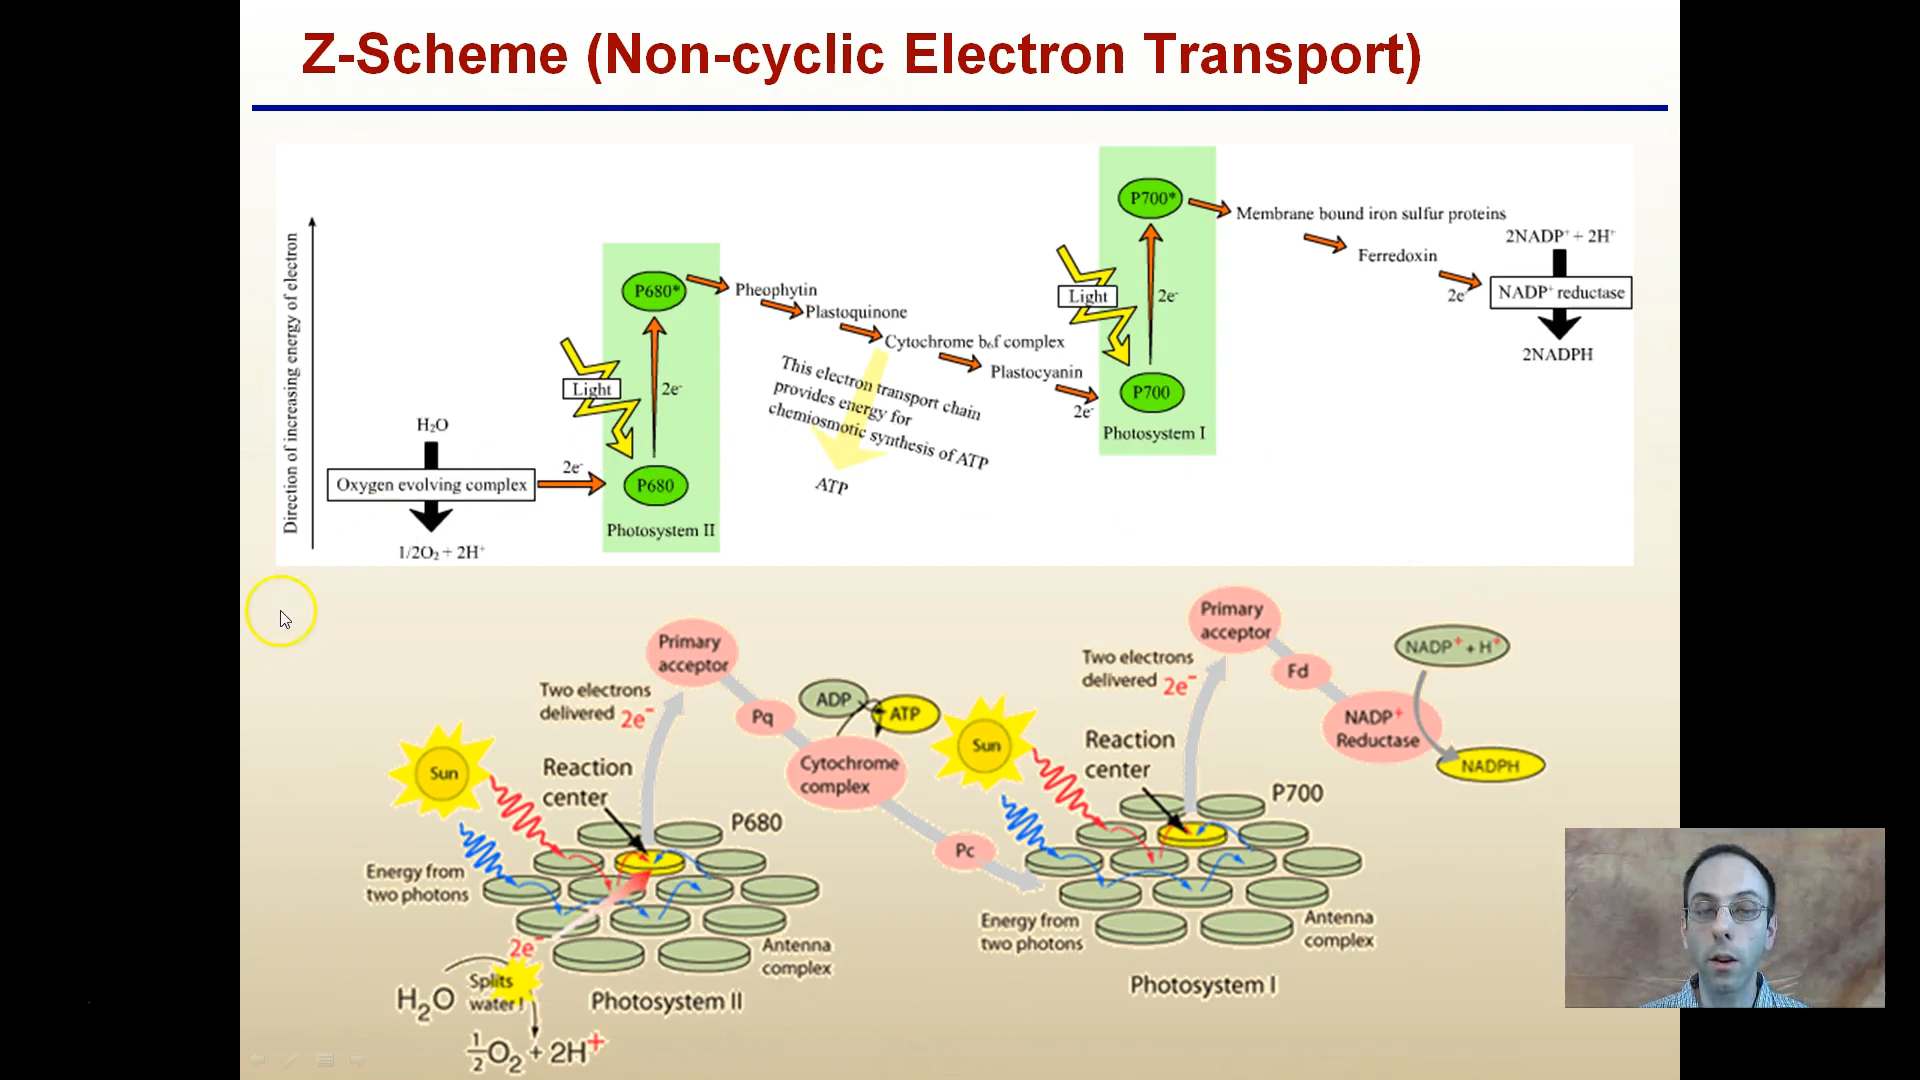 Z-Scheme (Non-cyclic Electron Transport)
Direction of increasing energy of electron
H₂O
Oxygen evolving complex
1/2O₂ + 2H⁺
2e⁻
Light
P680*
2e⁻
P680
Photosystem II
Pheophytin
Plastoquinone
Cytochrome b₆f complex
Plastocyanin
2e⁻
This electron transport chain
provides energy for
chemiosmotic synthesis of ATP
ATP
Light
P700*
2e⁻
P700
Photosystem I
Membrane bound iron sulfur proteins
Ferredoxin
2e⁻
2NADP⁺ + 2H⁺
NADP⁺ reductase
2NADPH
Primary
acceptor
Two electrons
delivered 2e⁻
Pq
ADP
ATP
Cytochrome
complex
Pc
Sun
Reaction
center
P680
Energy from
two photons
Antenna
complex
2e⁻
Splits
water!
H₂O
½O₂ + 2H⁺
Photosystem II
Primary
acceptor
Two electrons
delivered 2e⁻
Fd
NADP⁺ + H⁺
NADP⁺
Reductase
NADPH
Sun
Reaction
center
P700
Energy from
two photons
Antenna
complex
Photosystem I